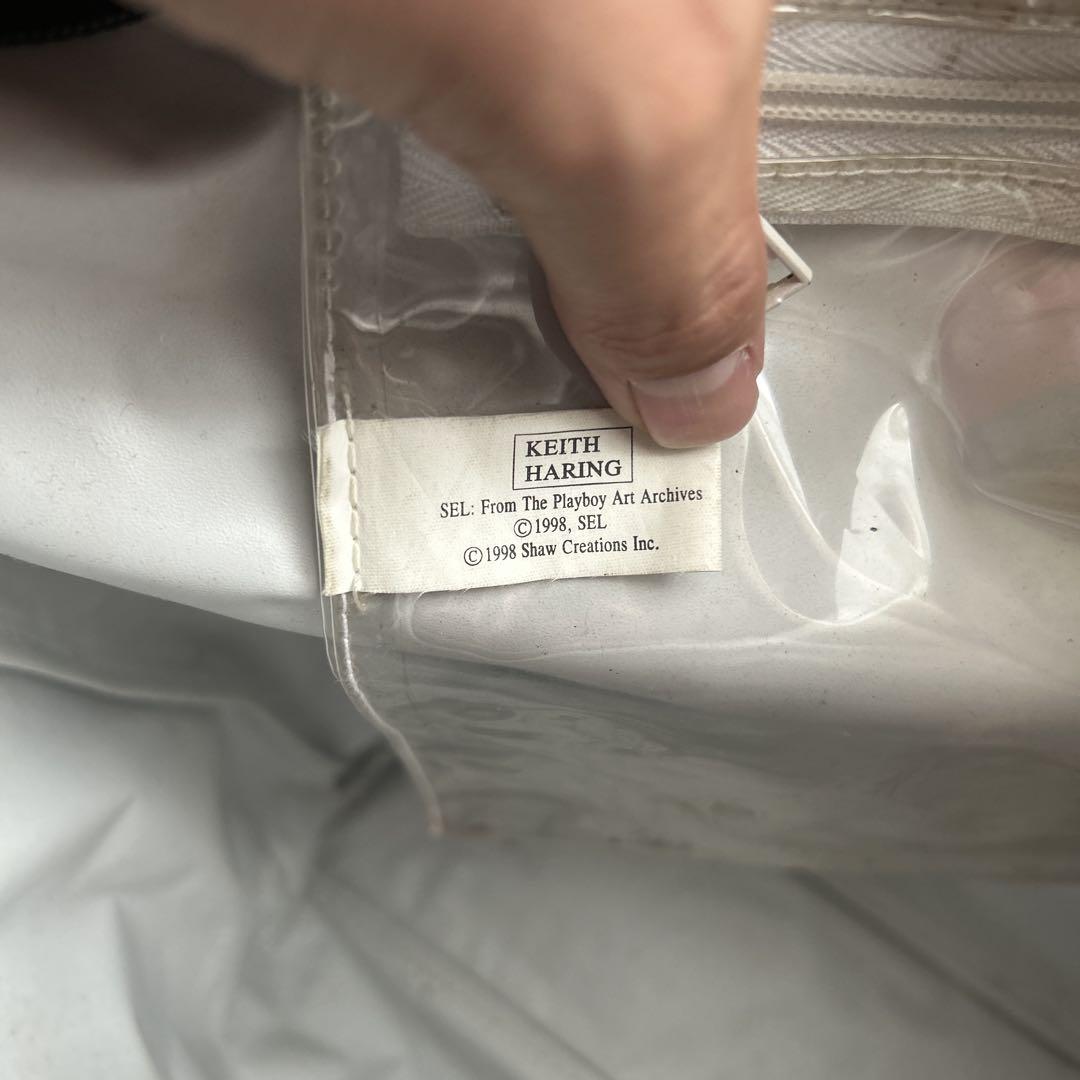 KEITH
HARING
SEL: From The Playboy Art Archives
©1998, SEL
©1998 Shaw Creations Inc.